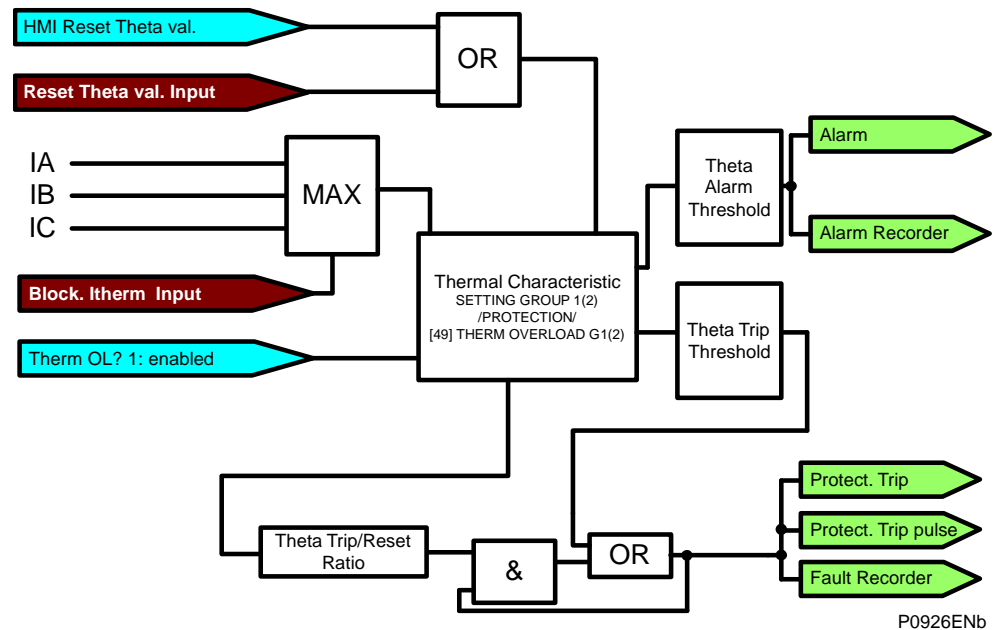 HMI Reset Theta val.
OR
Reset Theta val. Input
IA
IB
IC
MAX
Block. Itherm Input
Therm OL? 1: enabled
Thermal Characteristic
SETTING GROUP 1(2)
/PROTECTION/
[49] THERM OVERLOAD G1(2)
Theta
Alarm
Threshold
Alarm
Alarm Recorder
Theta Trip
Threshold
Theta Trip/Reset
Ratio
&
OR
Protect. Trip
Protect. Trip pulse
Fault Recorder
P0926ENb